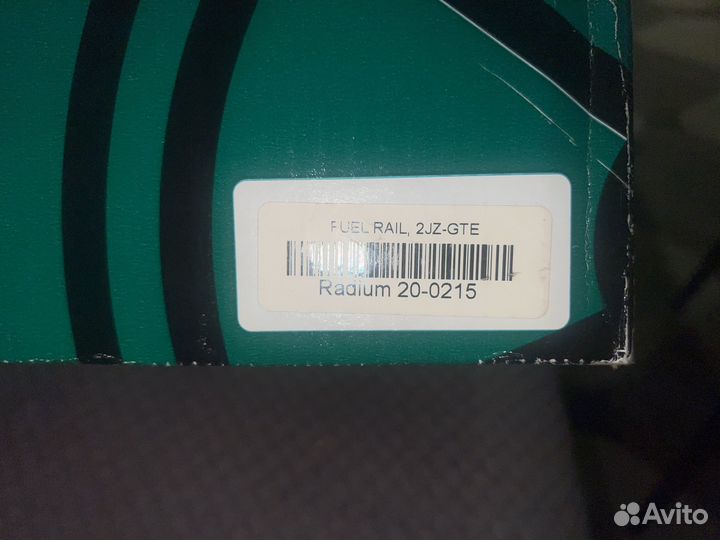 FUEL RAIL, 2JZ-GTE
Radium 20-0215
Avito